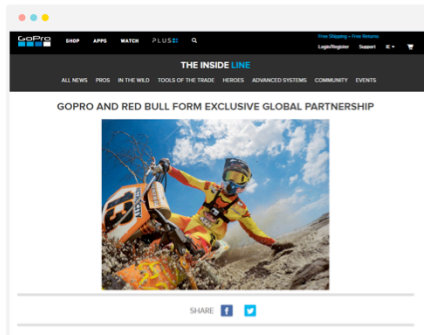 GoPro SHOP APPS WATCH PLUS
Free Shipping + Free Returns
Login/Register Support
THE INSIDE LINE
ALL NEWS PROS IN THE WILD TOOLS OF THE TRADE HEROES ADVANCED SYSTEMS COMMUNITY EVENTS
GOPRO AND RED BULL FORM EXCLUSIVE GLOBAL PARTNERSHIP
13
SHARE